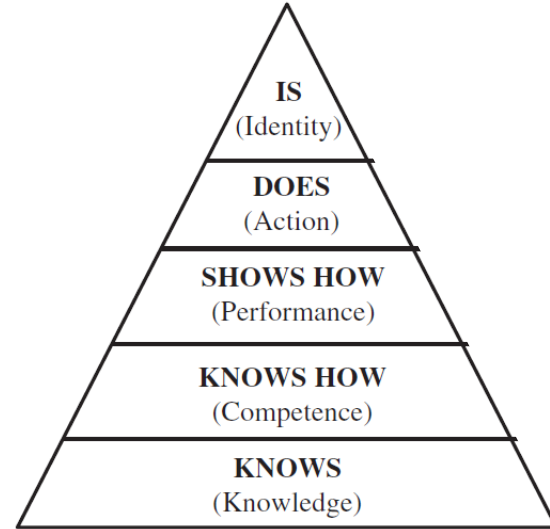 IS
(Identity)
DOES
(Action)
SHOWS HOW
(Performance)
KNOWS HOW
(Competence)
KNOWS
(Knowledge)